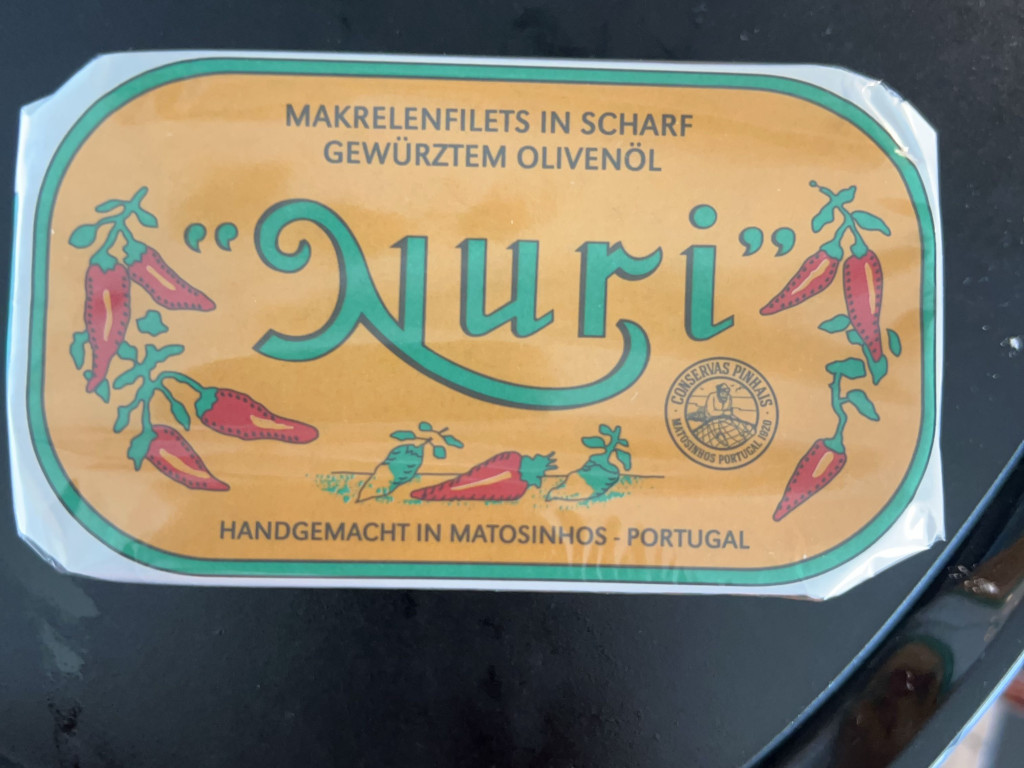 MAKRELENFILETS IN SCHARF
GEWÜRZTEM OLIVENÖL
“Nuri”
· CONSERVAS PINHAIS ·
MATOSINHOS PORTUGAL 1920
HANDGEMACHT IN MATOSINHOS - PORTUGAL